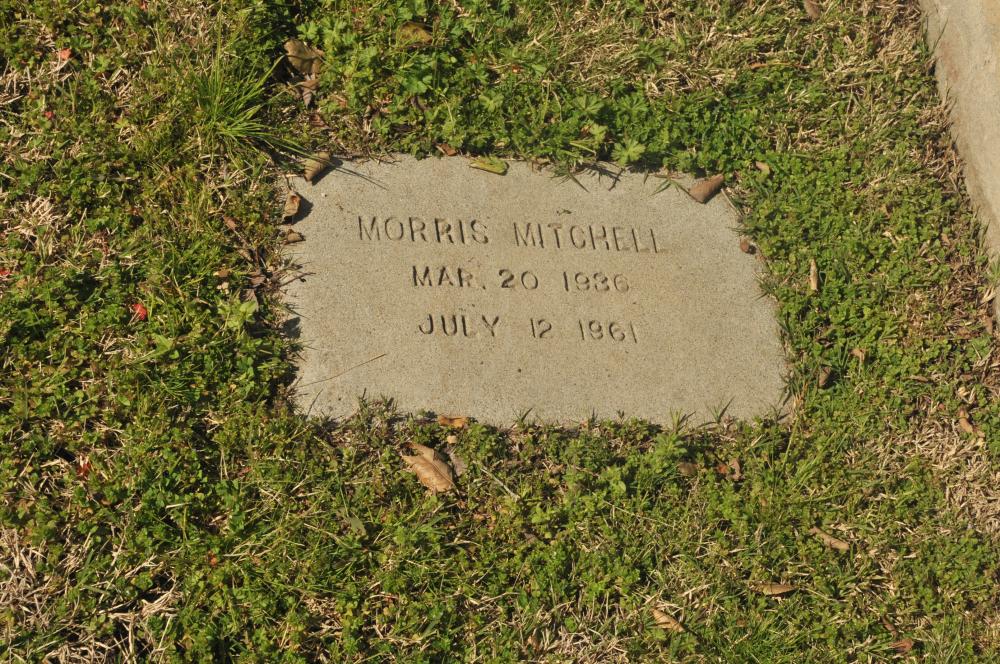 MORRIS MITCHELL
MAR. 20 1936
JULY 12 1961